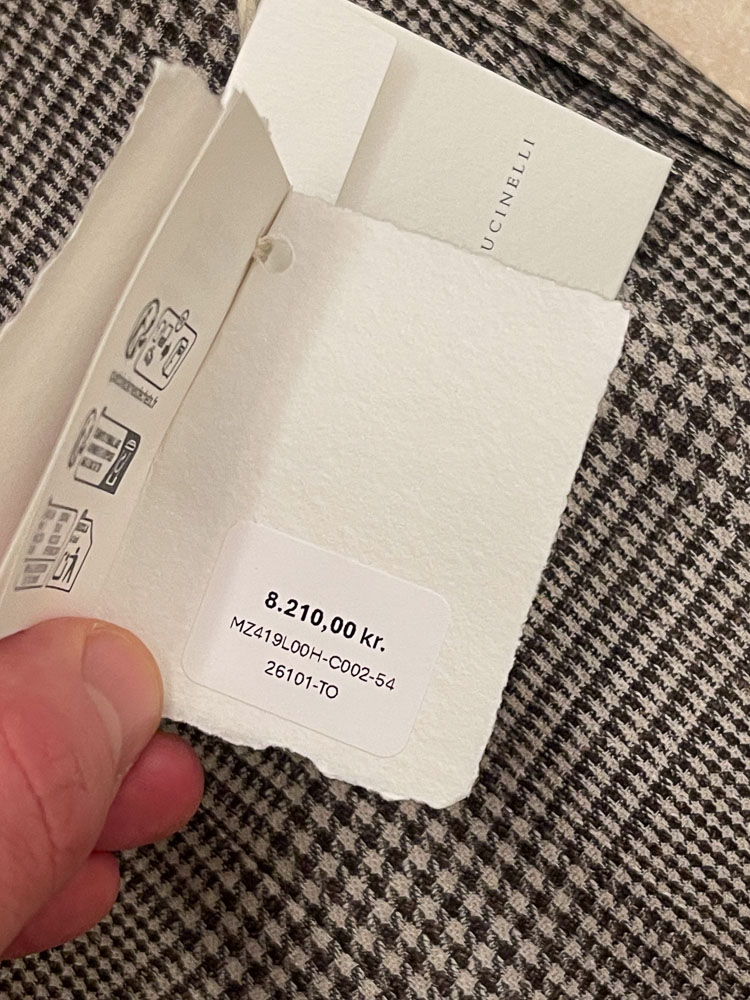 UCINELLI
8.210,00 kr.
MZ419L00H-C002-54
26101-TO